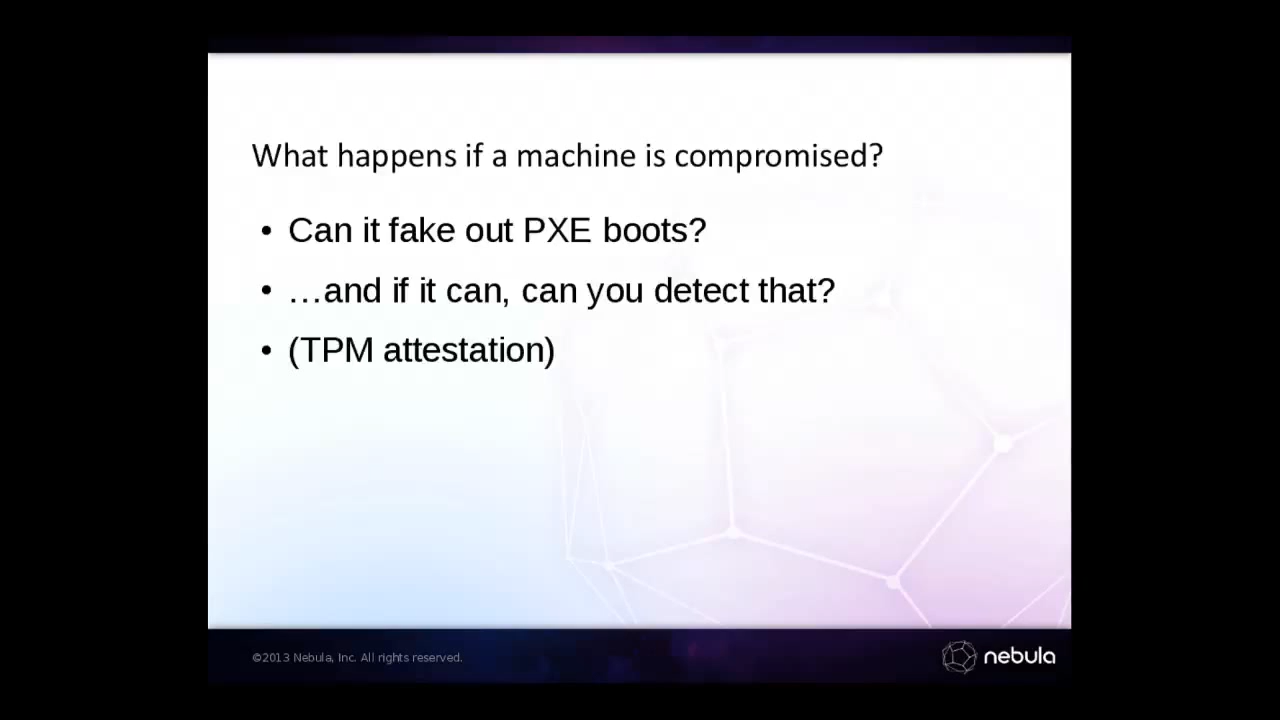 What happens if a machine is compromised?
• Can it fake out PXE boots?
• …and if it can, can you detect that?
• (TPM attestation)
©2013 Nebula, Inc. All rights reserved.
nebula